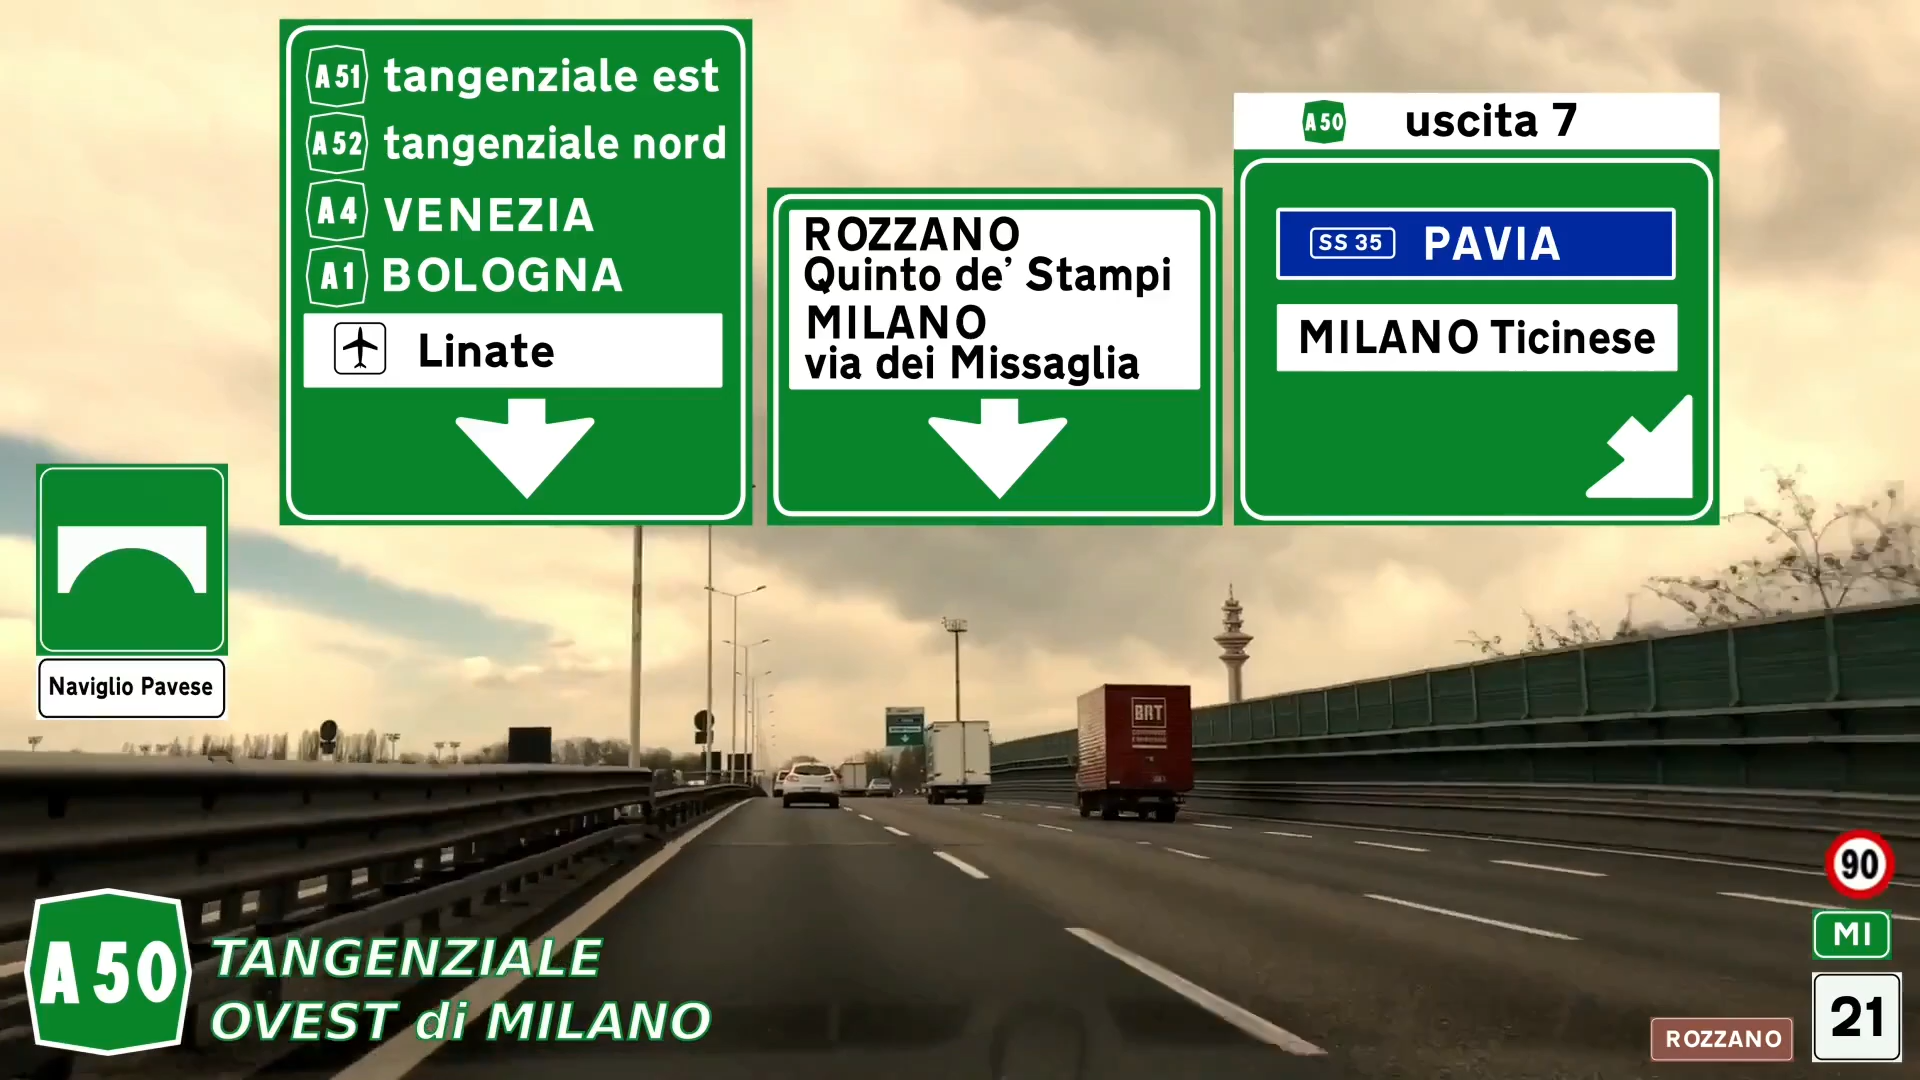 A51 tangenziale est
A52 tangenziale nord
A4 VENEZIA
A1 BOLOGNA
Linate
ROZZANO
Quinto de' Stampi
MILANO
via dei Missaglia
A50 uscita 7
SS 35 PAVIA
MILANO Ticinese
Naviglio Pavese
BRT
A50 TANGENZIALE
OVEST di MILANO
90
MI
21
ROZZANO